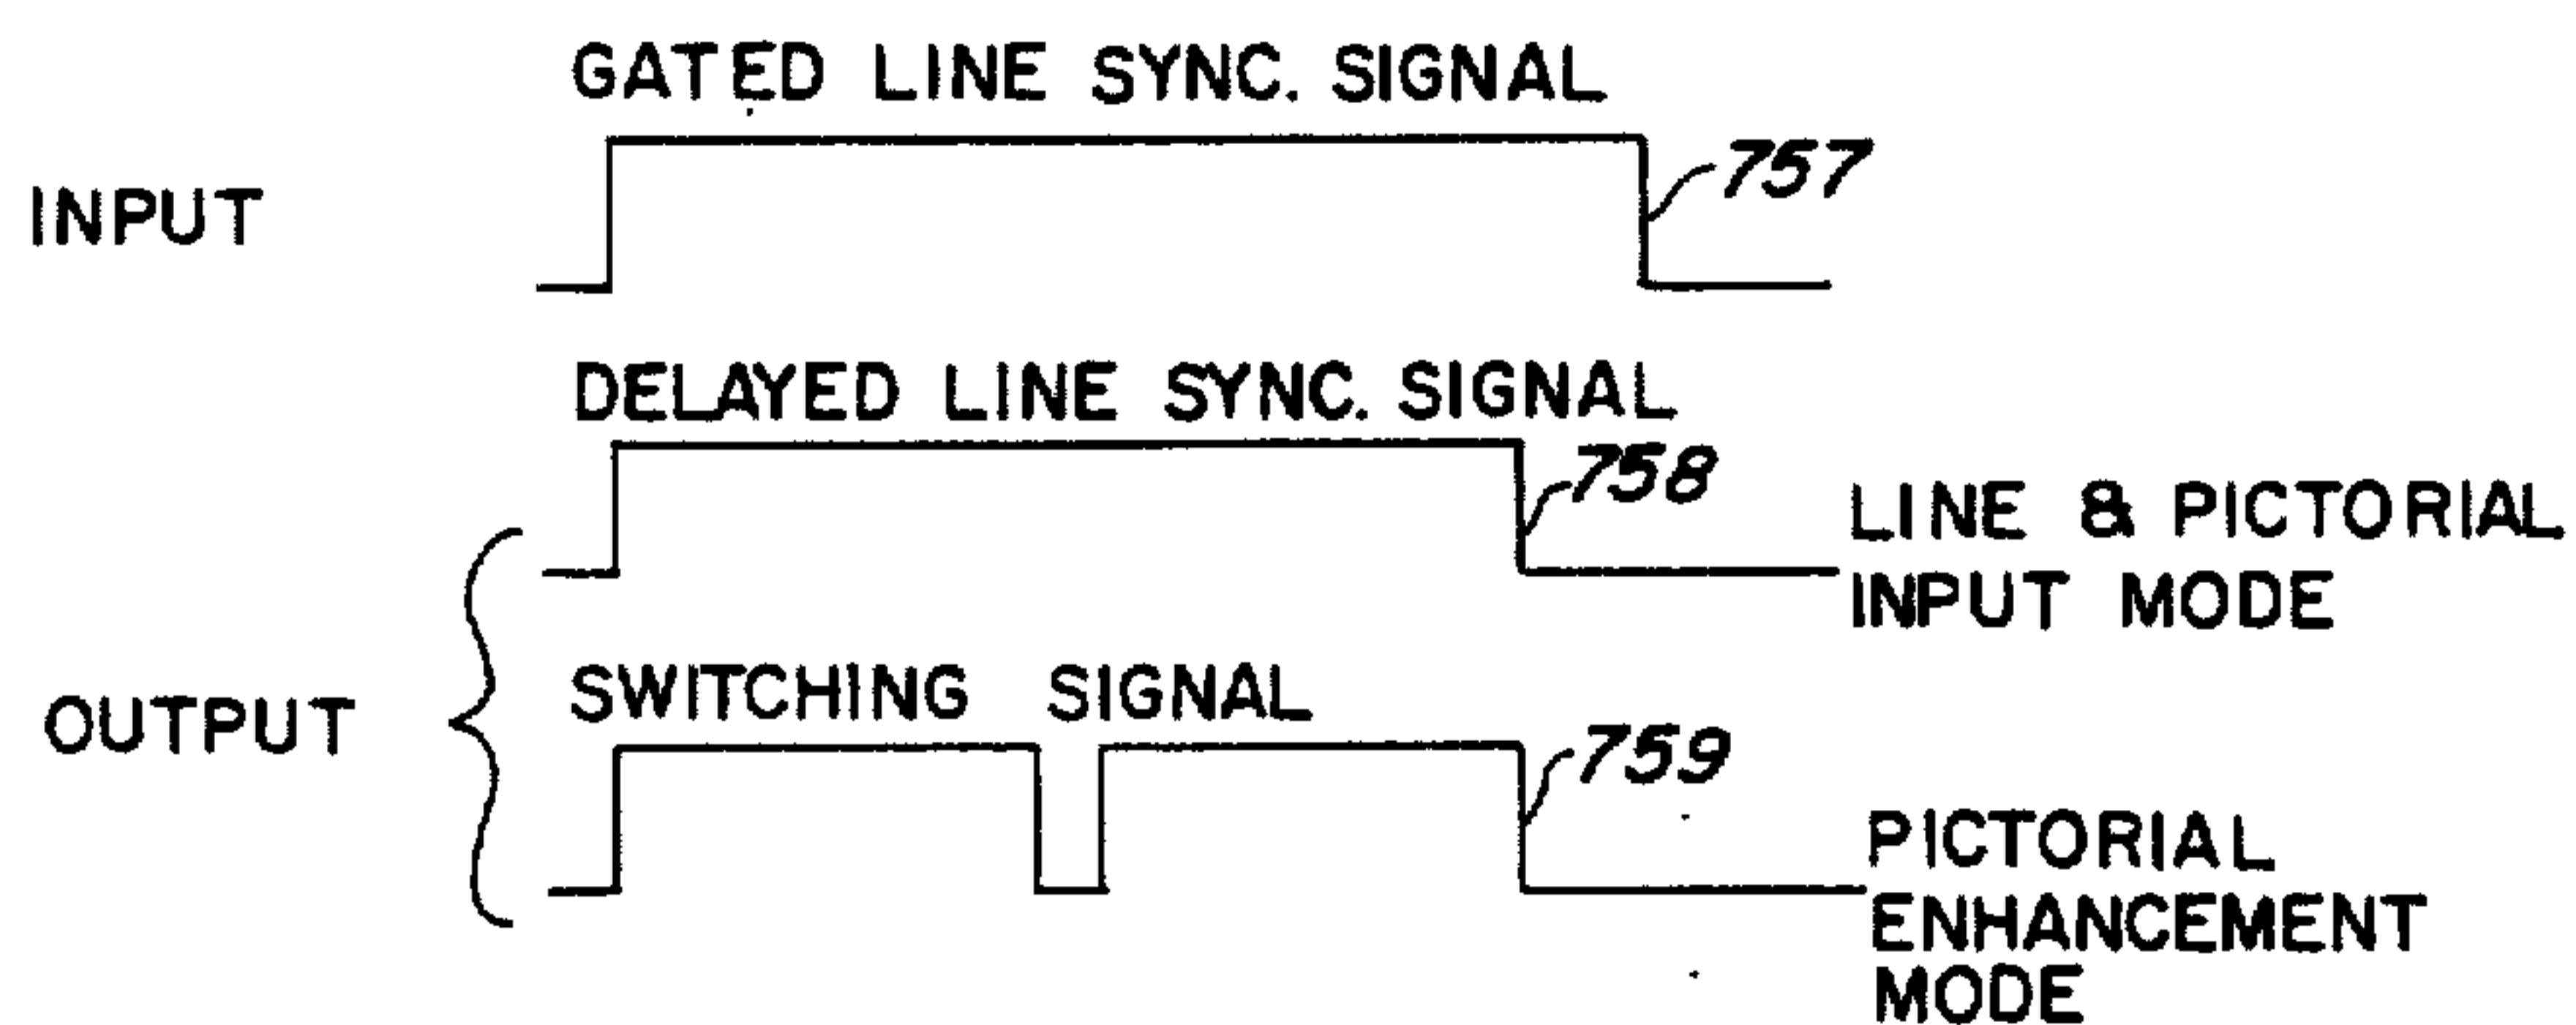 GATED LINE SYNC. SIGNAL
INPUT
757
DELAYED LINE SYNC. SIGNAL
758
LINE & PICTORIAL
INPUT MODE
OUTPUT
SWITCHING SIGNAL
759
PICTORIAL
ENHANCEMENT
MODE